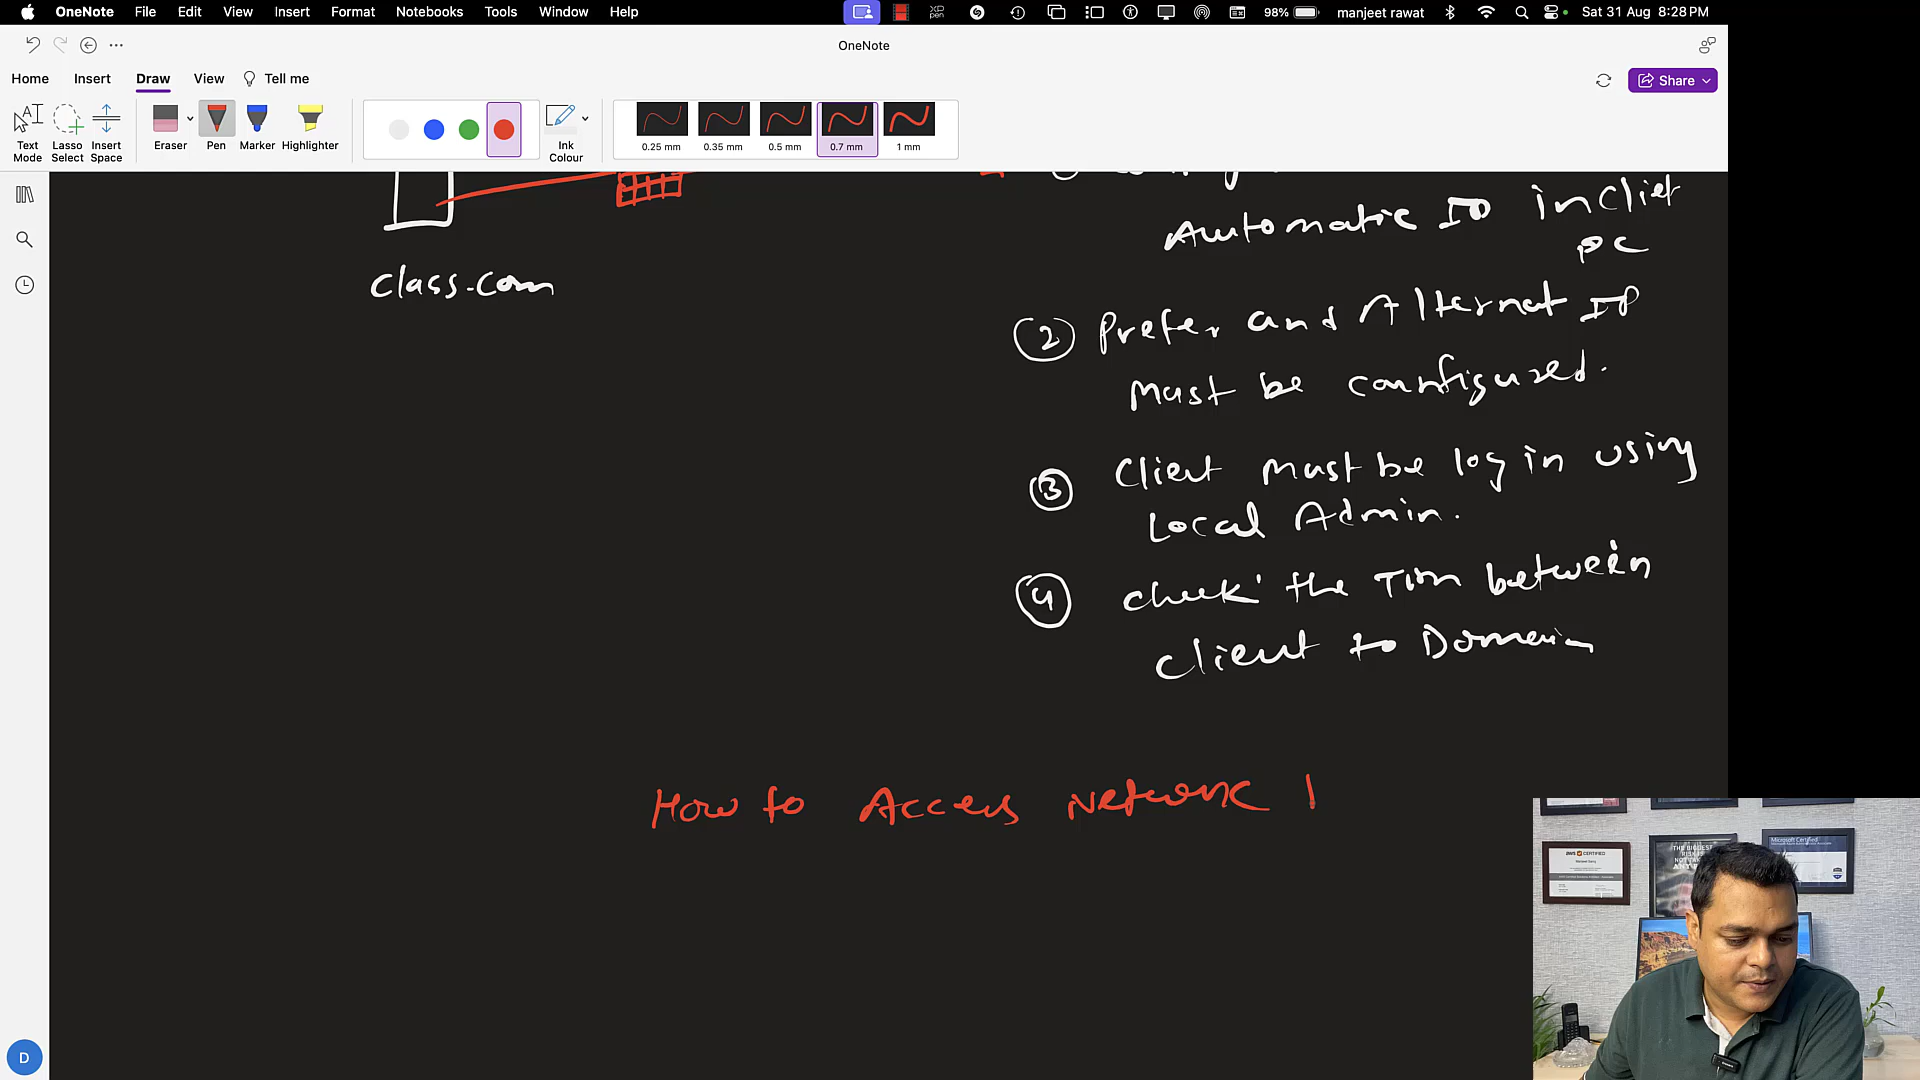 OneNote File Edit View Insert Format Notebooks Tools Window Help 98% manjeet rawat Sat 31 Aug 8:28 PM
OneNote
Home Insert Draw View Tell me Share
Text Mode Lasso Select Insert Space Eraser Pen Marker Highlighter Ink Colour 0.25 mm 0.35 mm 0.5 mm 0.7 mm 1 mm
Automatic IP in Cliet
PC
class.com
② Prefer and Alternat IP
Must be configured.
③ Client Must be log in using
Local Admin.
④ check the Tim between
client to Domain
How to Access Network
D